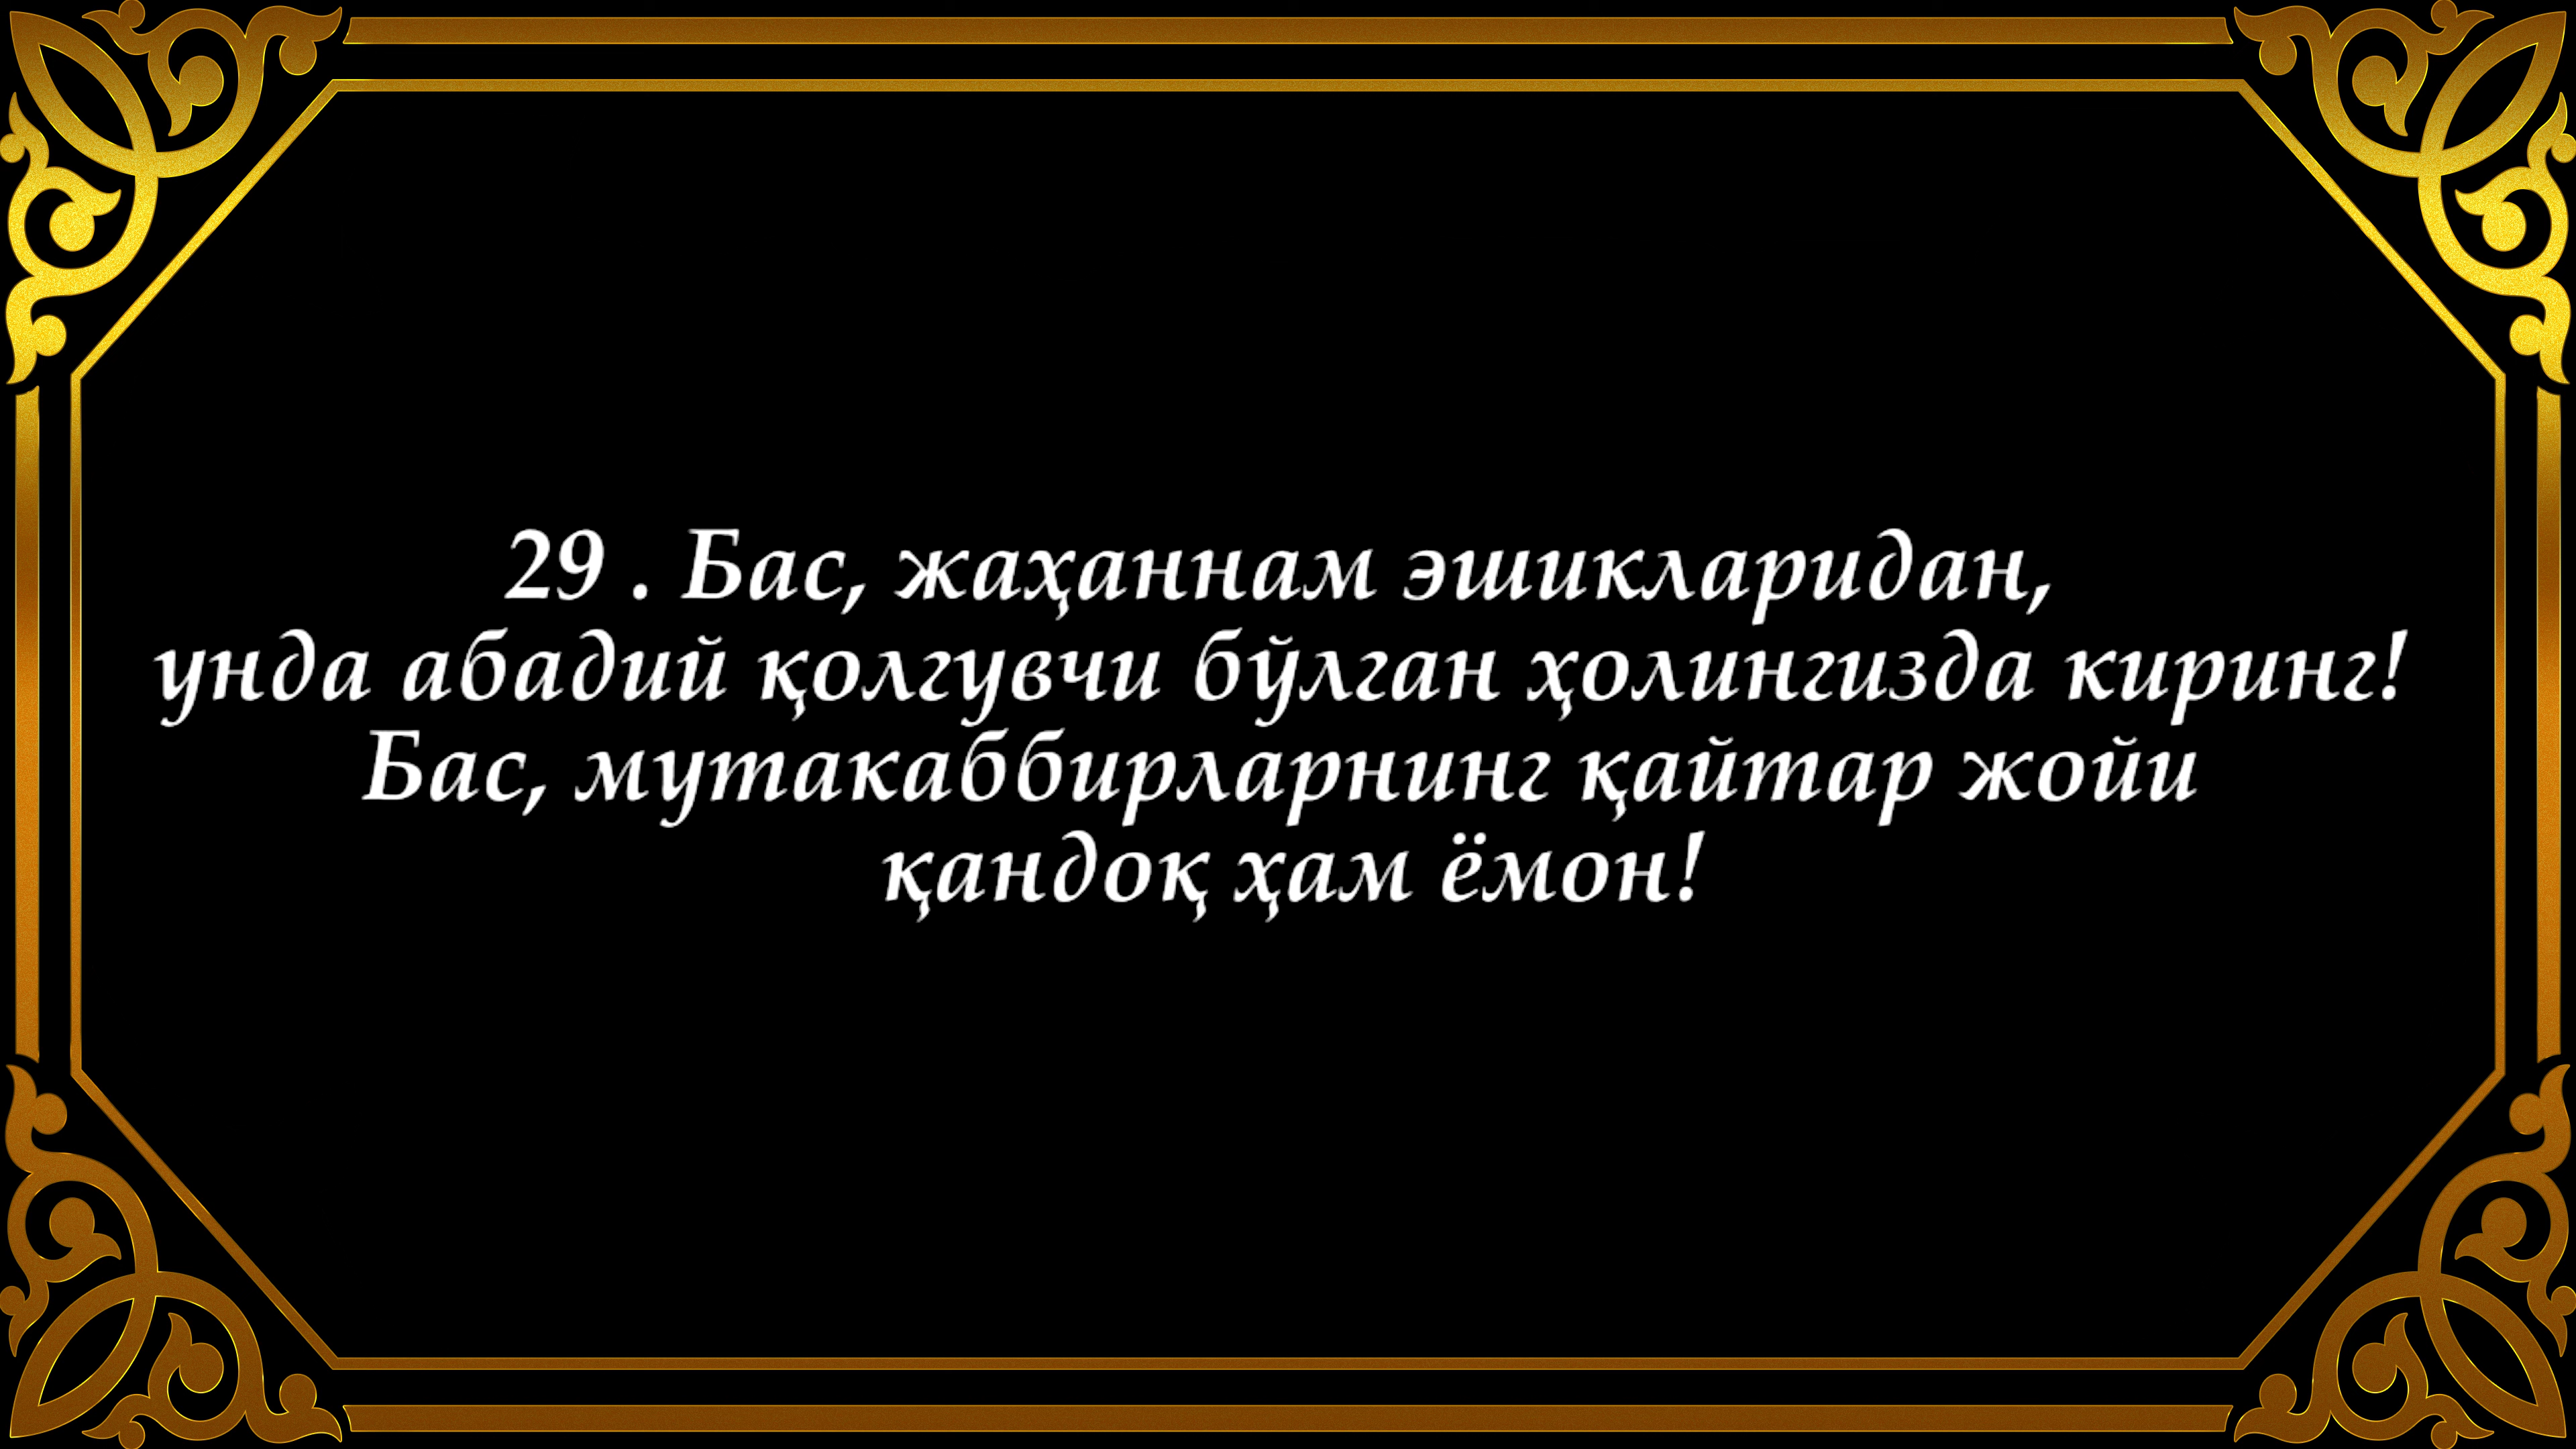 29 . Бас, жаҳаннам эшикларидан,
унда абадий қолгувчи бўлган ҳолингизда киринг!
Бас, мутакаббирларнинг қайтар жойи
қандоқ ҳам ёмон!